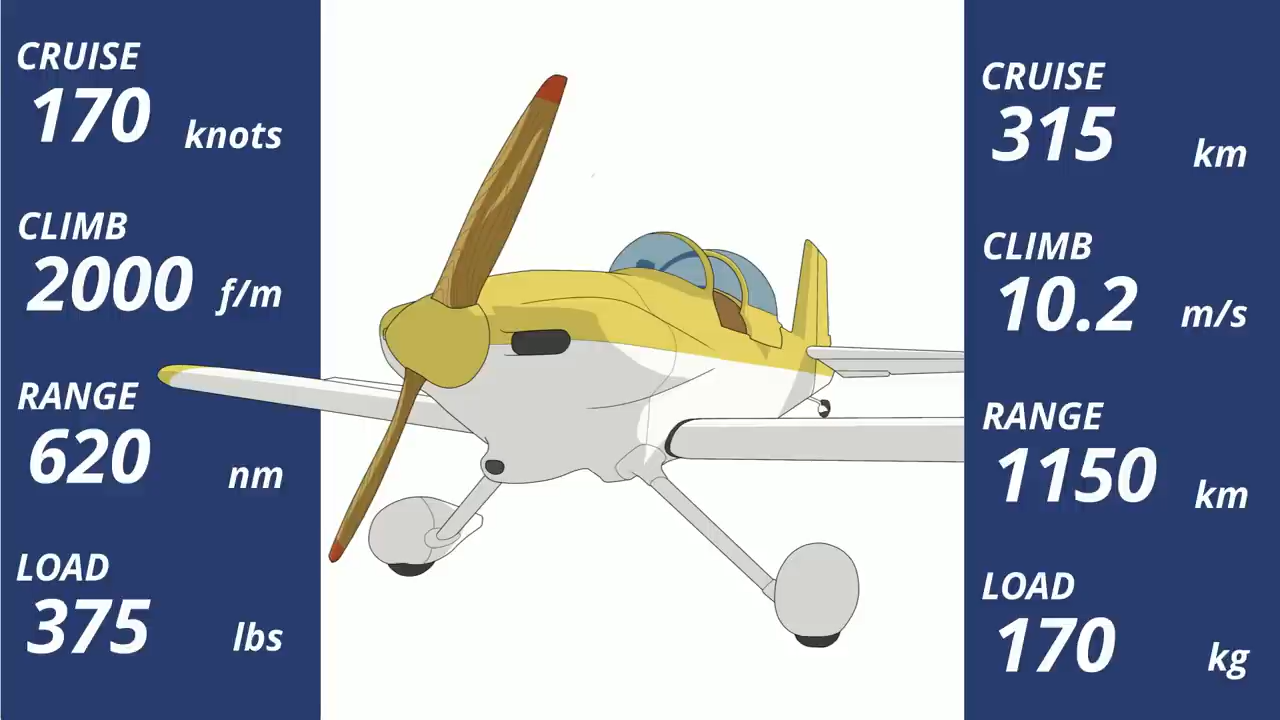 CRUISE
170 knots
CLIMB
2000 f/m
RANGE
620 nm
LOAD
375 lbs
CRUISE
315 km
CLIMB
10.2 m/s
RANGE
1150 km
LOAD
170 kg